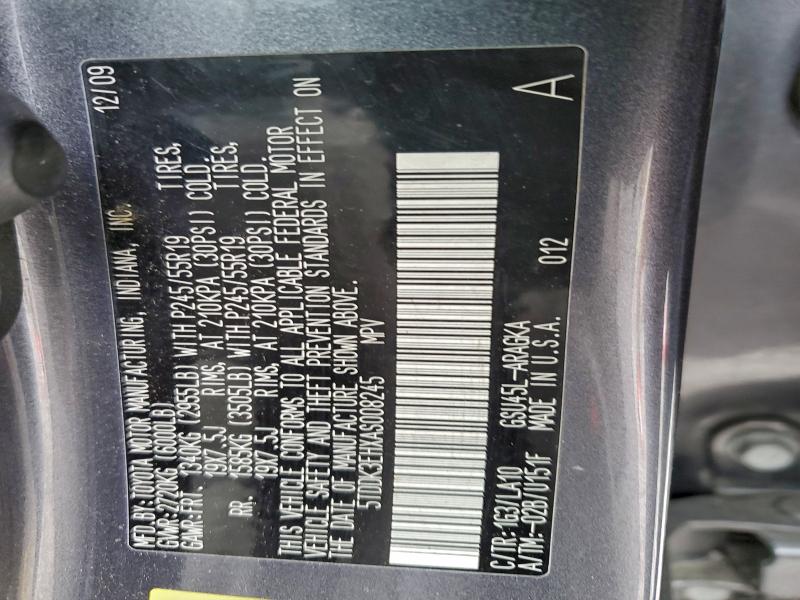 MFD.BY:TOYOTA MOTOR MANUFACTURING, INDIANA, INC. 12/09
GVWR:2720KG (6000LB)
GAWR:FRT. 1340KG (2955LB) WITH P245/55R19 TIRES,
19X7.5J RIMS, AT 210KPA (30PSI) COLD.
RR. 1585KG (3505LB) WITH P245/55R19 TIRES,
19X7.5J RIMS, AT 210KPA (30PSI) COLD.
THIS VEHICLE CONFORMS TO ALL APPLICABLE FEDERAL MOTOR
VEHICLE SAFETY AND THEFT PREVENTION STANDARDS IN EFFECT ON
THE DATE OF MANUFACTURE SHOWN ABOVE.
5TDDK3EHXAS008245 MPV
C/TR:1G3/LA10 GSU45L-ARAGKA 012 A
A/TM:-02B/U151F MADE IN U.S.A.